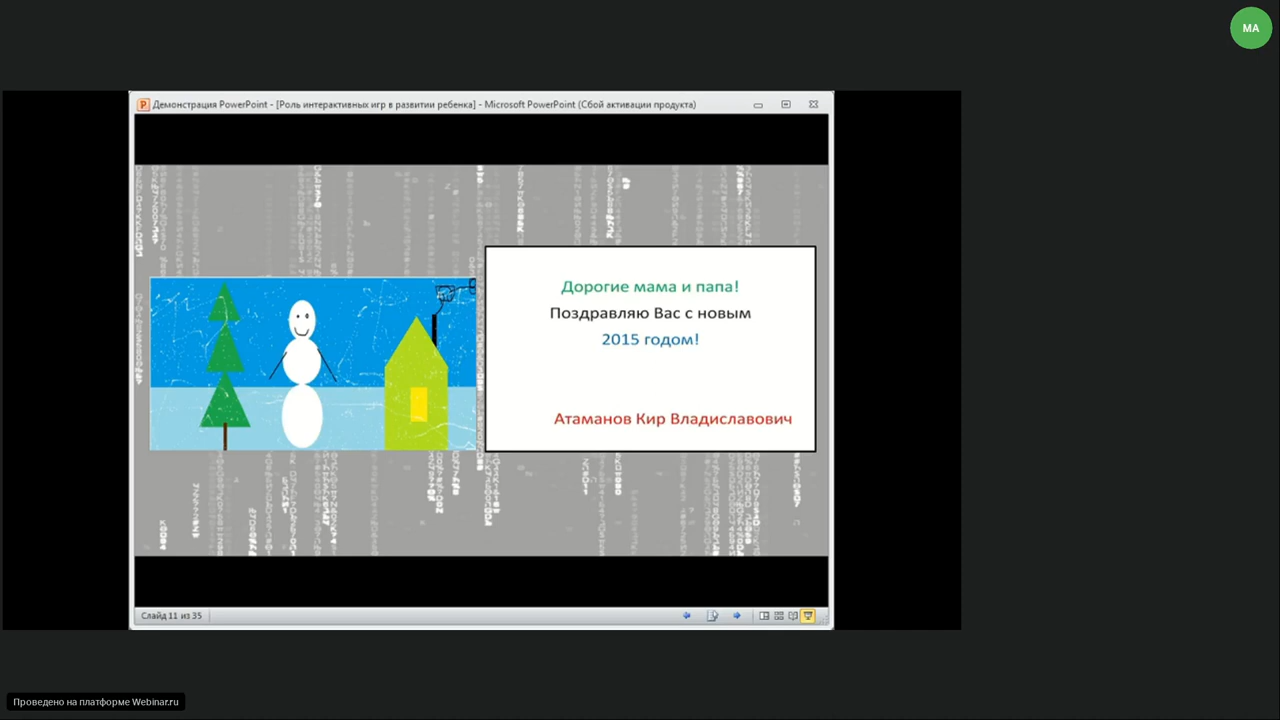 MA
Демонстрация PowerPoint - [Роль интерактивных игр в развитии ребенка] - Microsoft PowerPoint (Сбой активации продукта)
Дорогие мама и папа!
Поздравляю Вас с новым
2015 годом!
Атаманов Кир Владиславович
Слайд 11 из 35
Проведено на платформе Webinar.ru